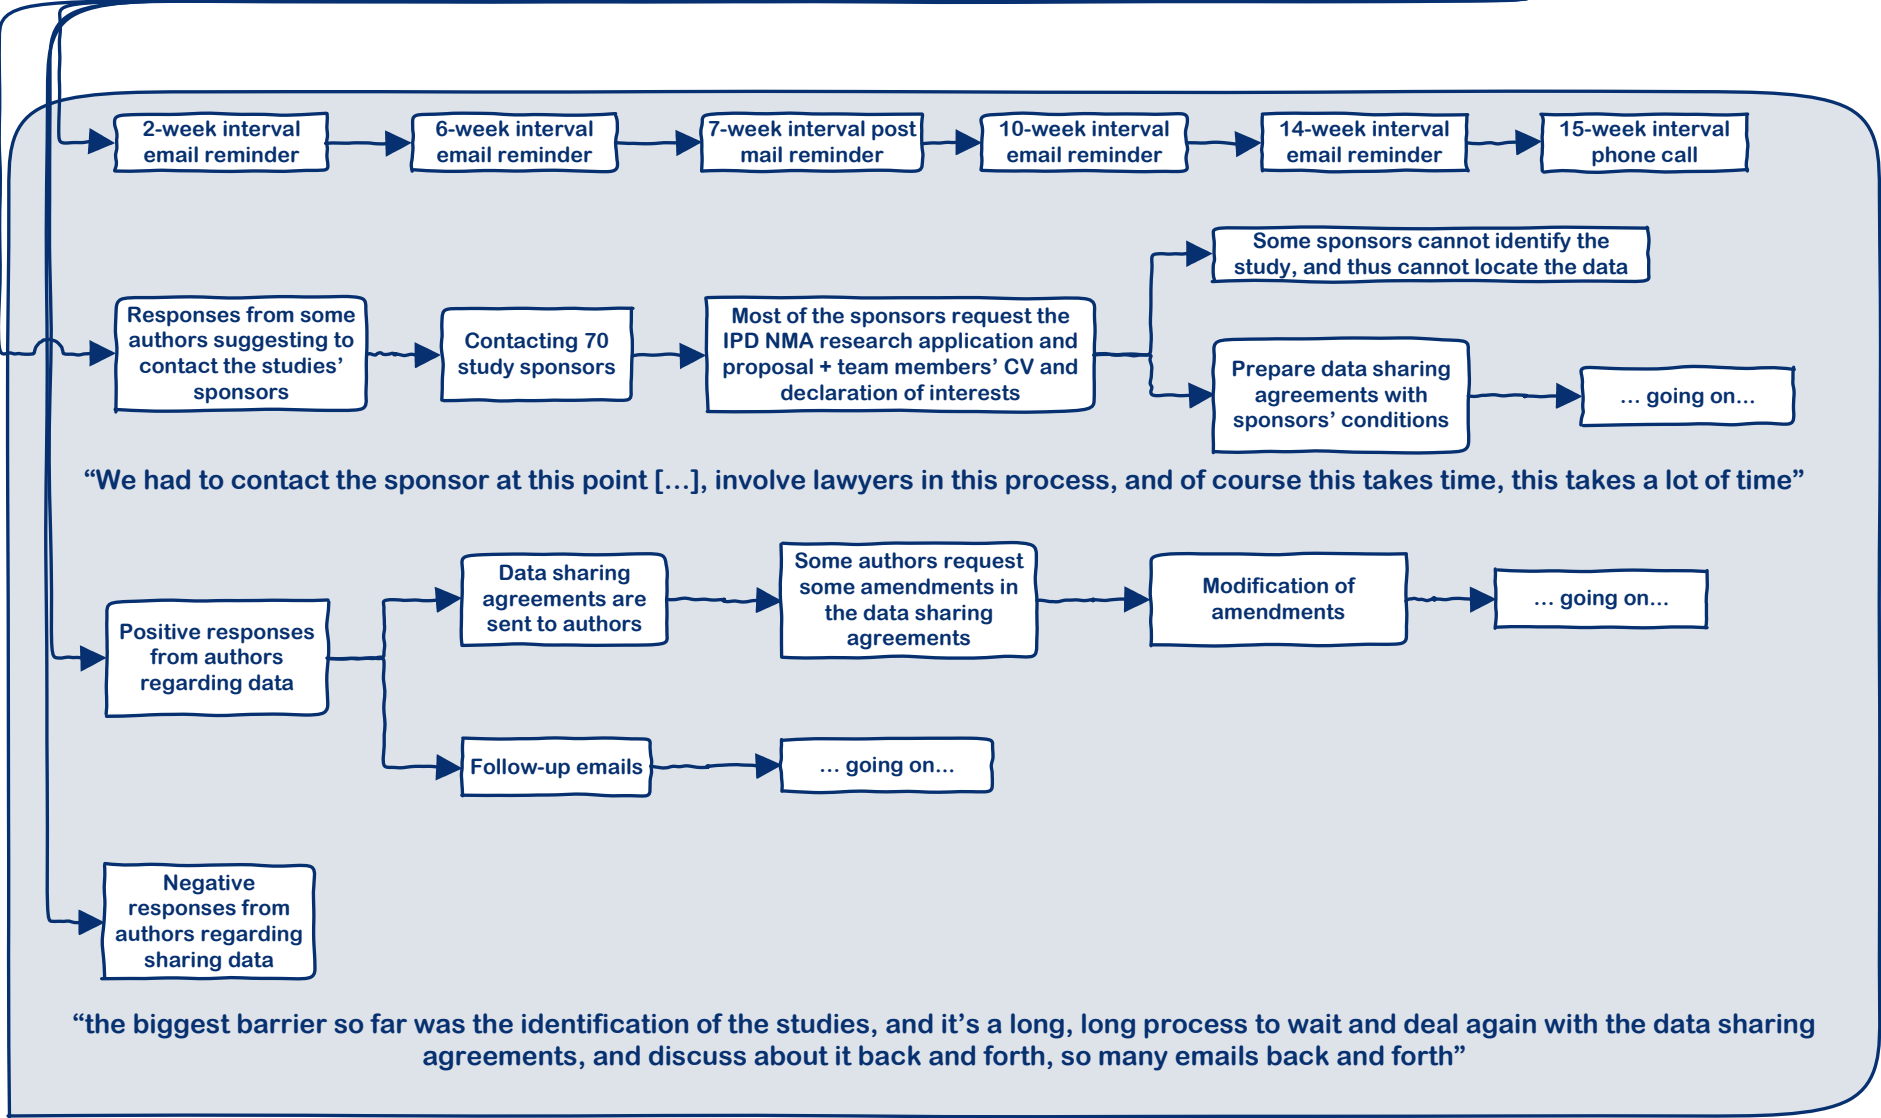 2-week interval
email reminder
6-week interval
email reminder
7-week interval post
mail reminder
10-week interval
email reminder
14-week interval
email reminder
15-week interval
phone call
Some sponsors cannot identify the
study, and thus cannot locate the data
Responses from some
authors suggesting to
contact the studies’
sponsors
Contacting 70
study sponsors
Most of the sponsors request the
IPD NMA research application and
proposal + team members’ CV and
declaration of interests
Prepare data sharing
agreements with
sponsors’ conditions
... going on...
“We had to contact the sponsor at this point [...], involve lawyers in this process, and of course this takes time, this takes a lot of time”
Positive responses
from authors
regarding data
Data sharing
agreements are
sent to authors
Some authors request
some amendments in
the data sharing
agreements
Modification of
amendments
... going on...
Follow-up emails
... going on...
Negative
responses from
authors regarding
sharing data
“the biggest barrier so far was the identification of the studies, and it’s a long, long process to wait and deal again with the data sharing
agreements, and discuss about it back and forth, so many emails back and forth”